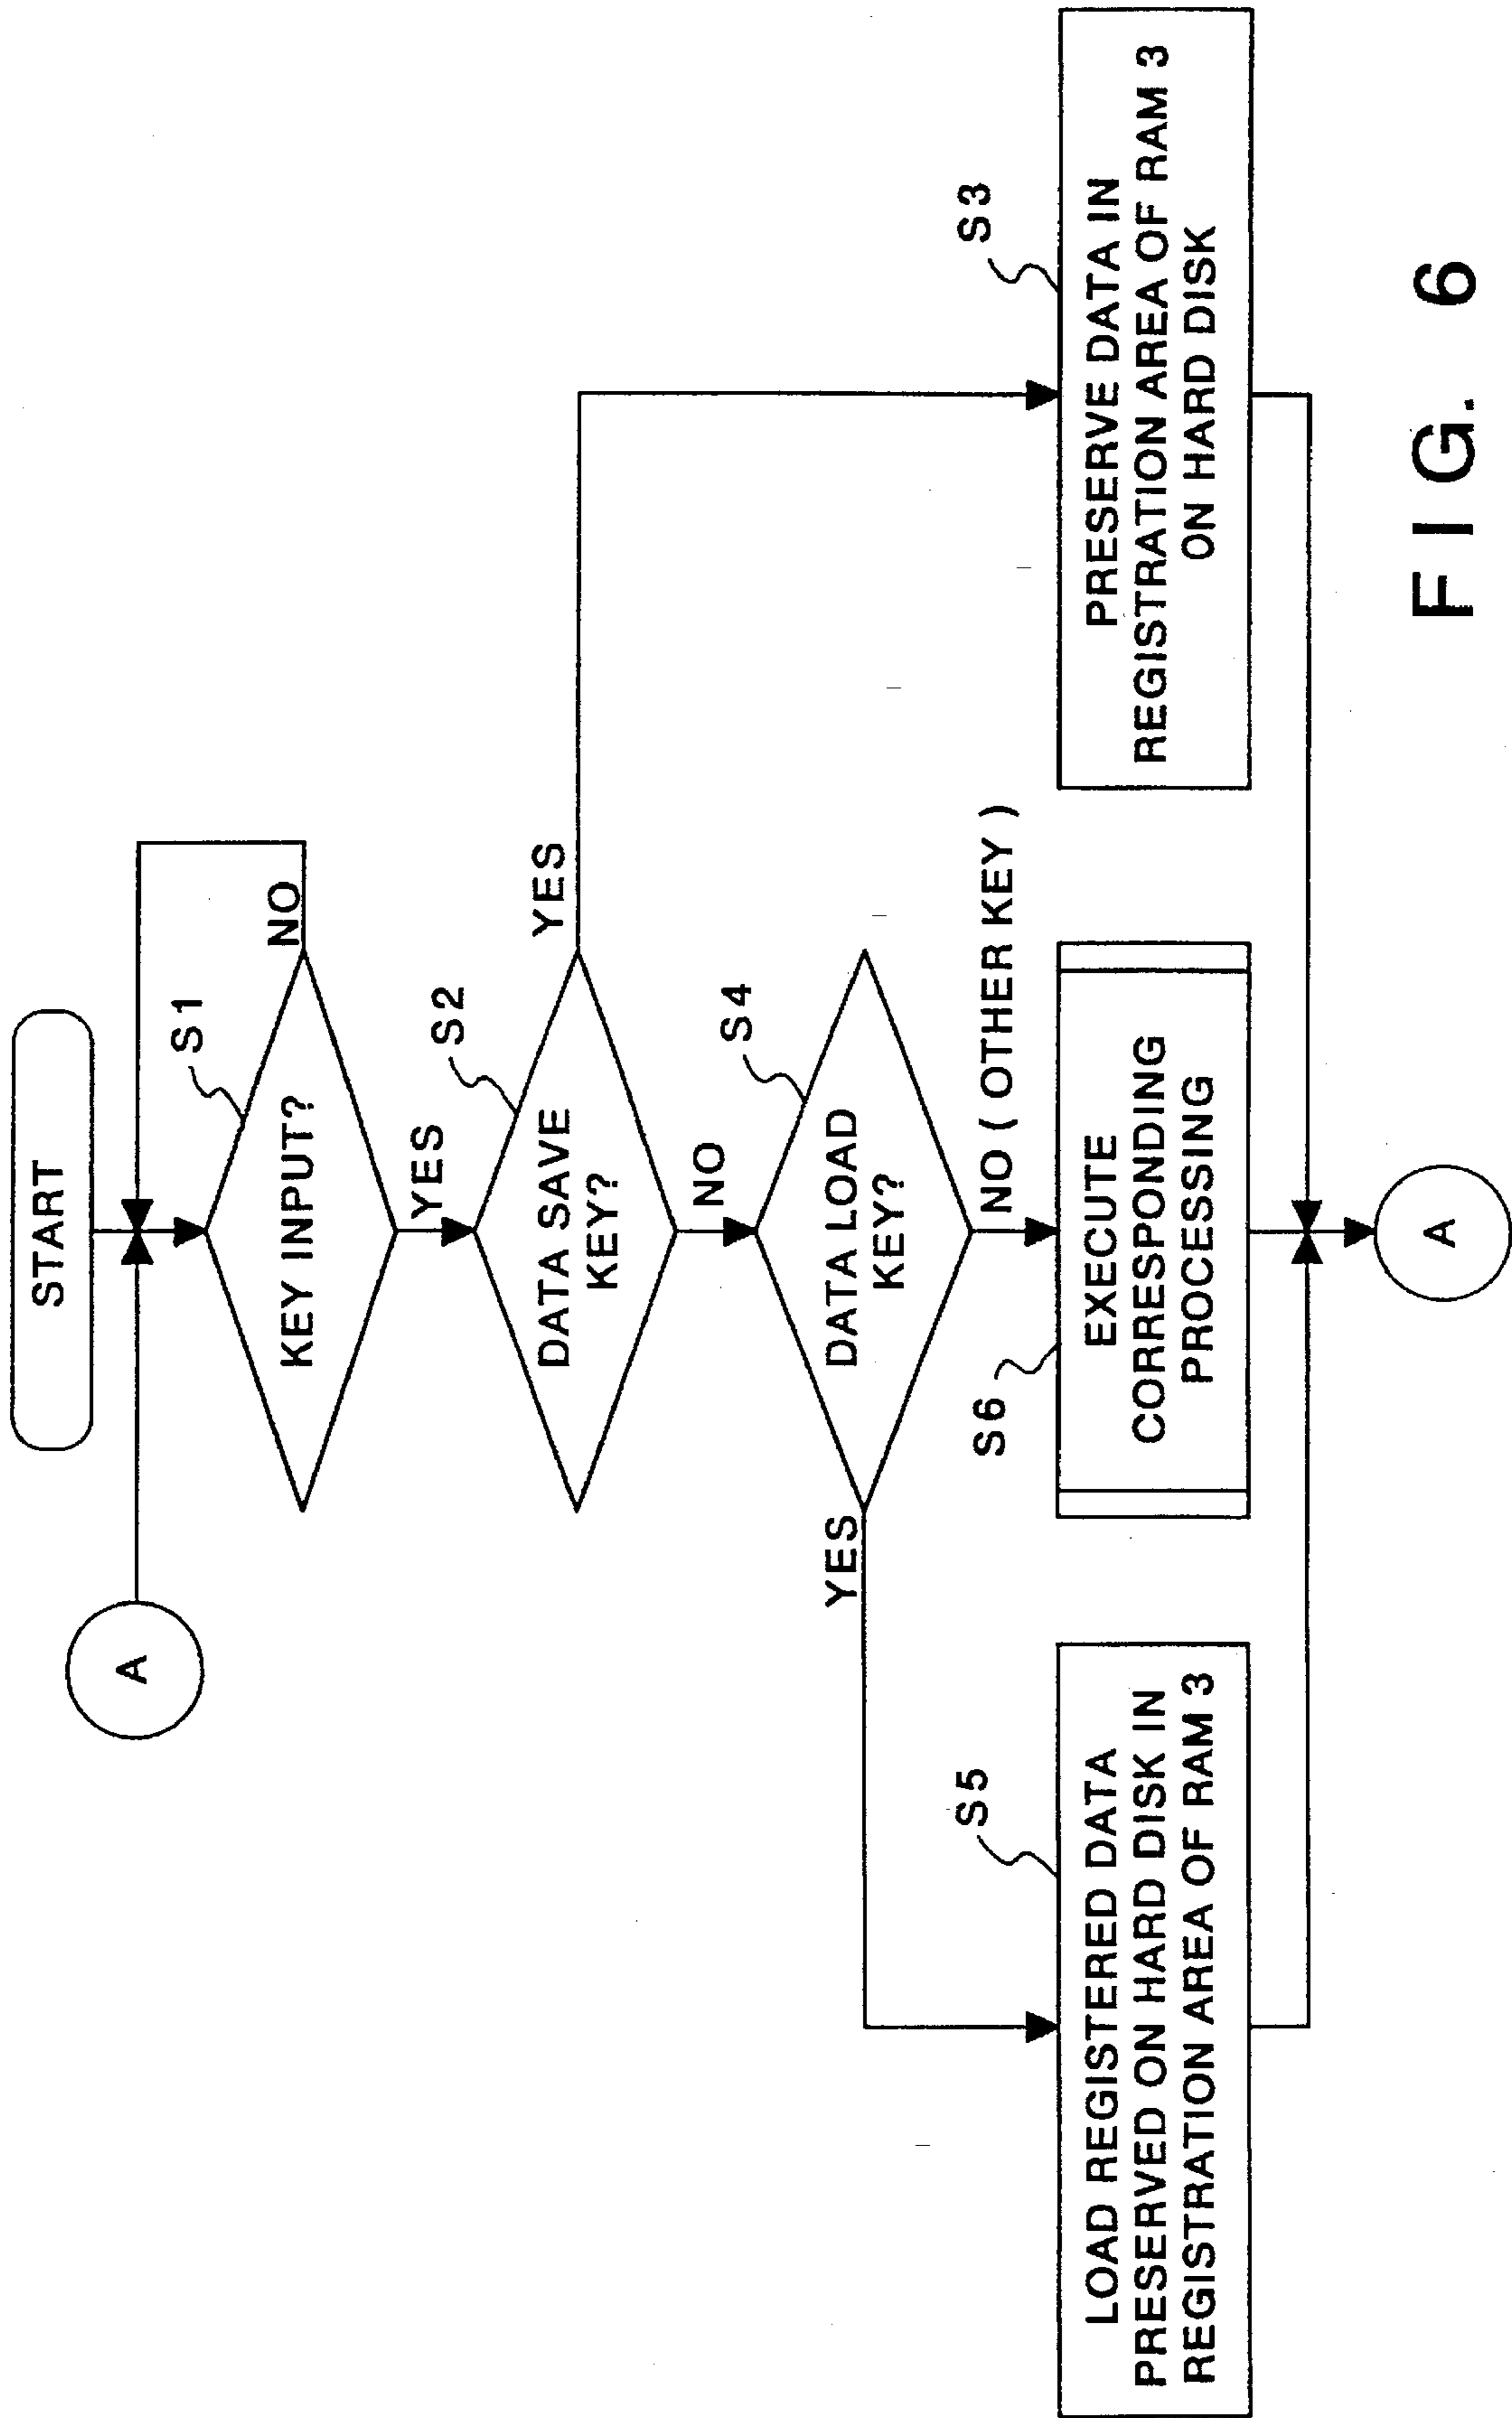 START
A
S1
KEY INPUT?
NO
YES
S2
DATA SAVE
KEY?
YES
NO
S4
DATA LOAD
KEY?
YES
NO ( OTHER KEY )
S5
LOAD REGISTERED DATA
PRESERVED ON HARD DISK IN
REGISTRATION AREA OF RAM 3
S6
EXECUTE
CORRESPONDING
PROCESSING
S3
PRESERVE DATA IN
REGISTRATION AREA OF RAM 3
ON HARD DISK
A
FIG. 6